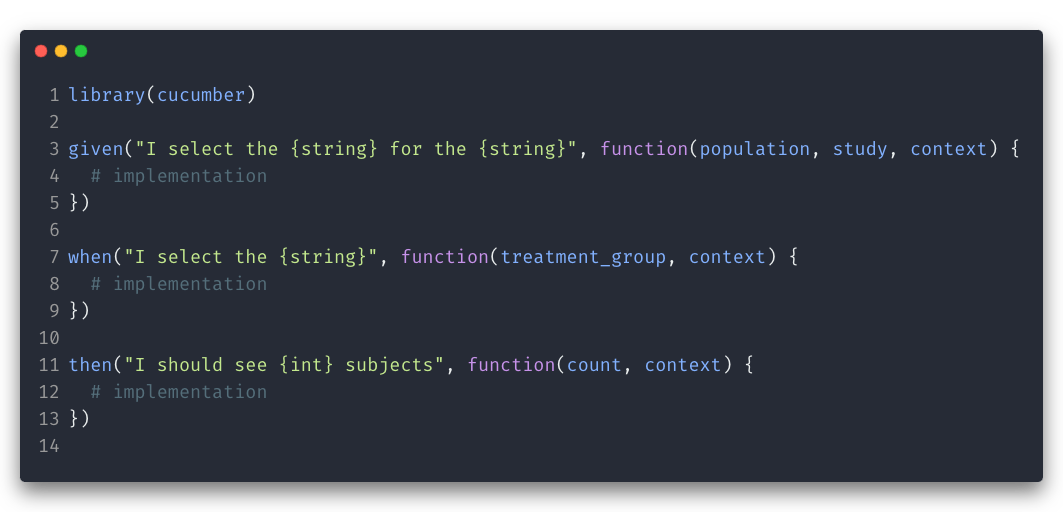 1 library(cucumber)
2
3 given("I select the {string} for the {string}", function(population, study, context) {
4   # implementation
5 })
6
7 when("I select the {string}", function(treatment_group, context) {
8   # implementation
9 })
10
11 then("I should see {int} subjects", function(count, context) {
12   # implementation
13 })
14